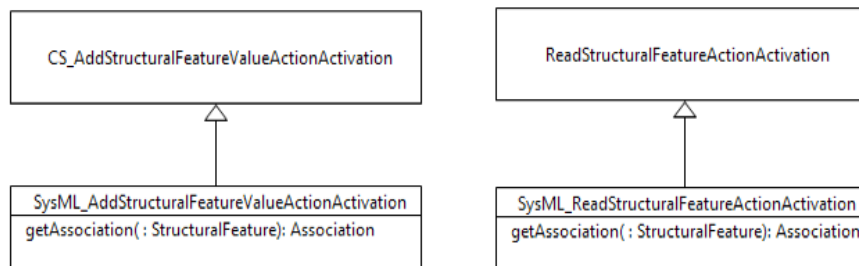 CS_AddStructuralFeatureValueActionActivation
ReadStructuralFeatureActionActivation
SysML_AddStructuralFeatureValueActionActivation
getAssociation( : StructuralFeature): Association
SysML_ReadStructuralFeatureActionActivation
getAssociation( : StructuralFeature): Association